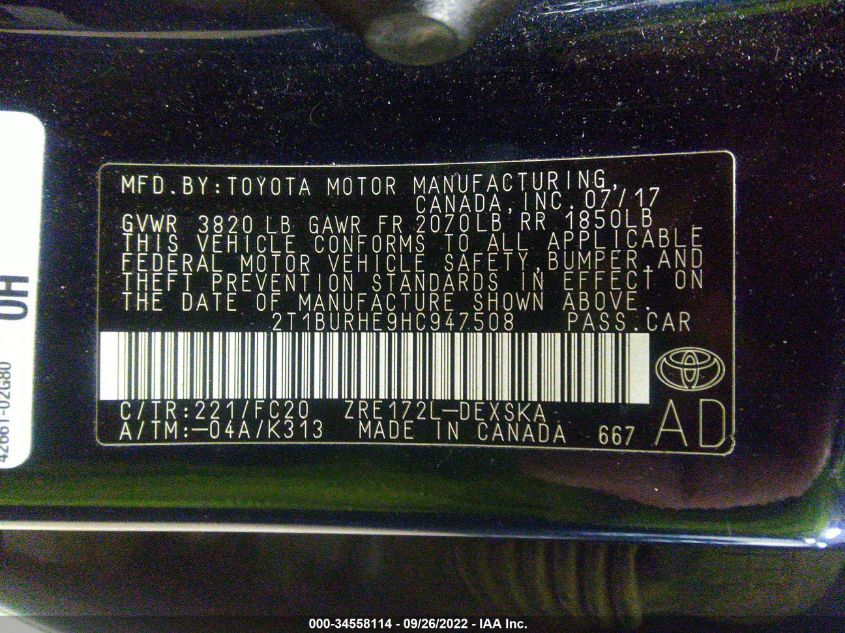 MFD.BY:TOYOTA MOTOR MANUFACTURING,
CANADA,INC. 07/17
GVWR 3820 LB GAWR FR 2070LB RR 1850LB
THIS VEHICLE CONFORMS TO ALL APPLICABLE
FEDERAL MOTOR VEHICLE SAFETY,BUMPER,AND
THEFT PREVENTION STANDARDS IN EFFECT ON
THE DATE OF MANUFACTURE SHOWN ABOVE.
2T1BURHE9HC947508 PASS.CAR
C/TR:221/FC20 ZRE172L-DEXSKA
A/TM:-04A/K313 MADE IN CANADA 667 AD
0H
42661-02G80
000-34558114 - 09/26/2022 - IAA Inc.